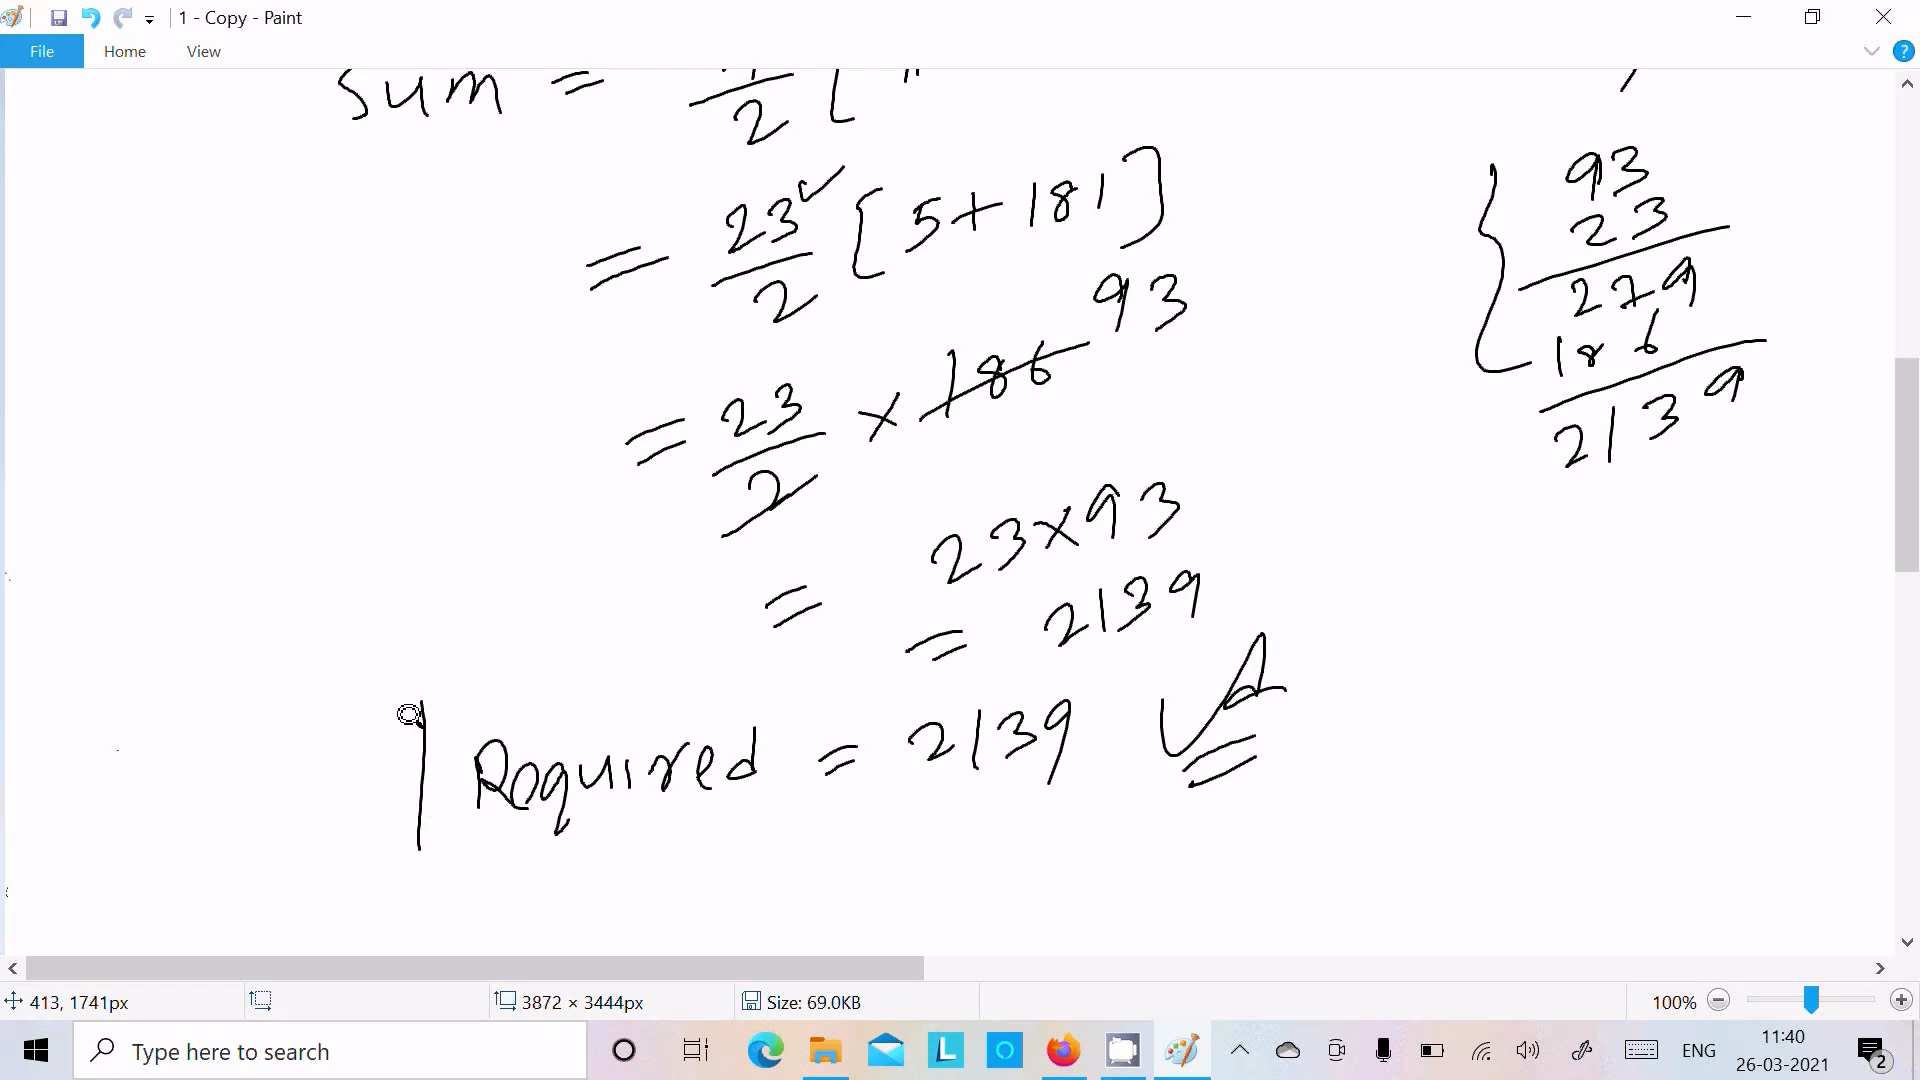 1 - Copy - Paint
File Home View
Sum = 2 [
= 23/2 [5+181]
93
= 23/2 × 186
= 23×93
= 2139
Required = 2139
93
23
279
186
2139
413, 1741px
3872 × 3444px
Size: 69.0KB
100%
Type here to search
L
ENG
11:40
26-03-2021
2